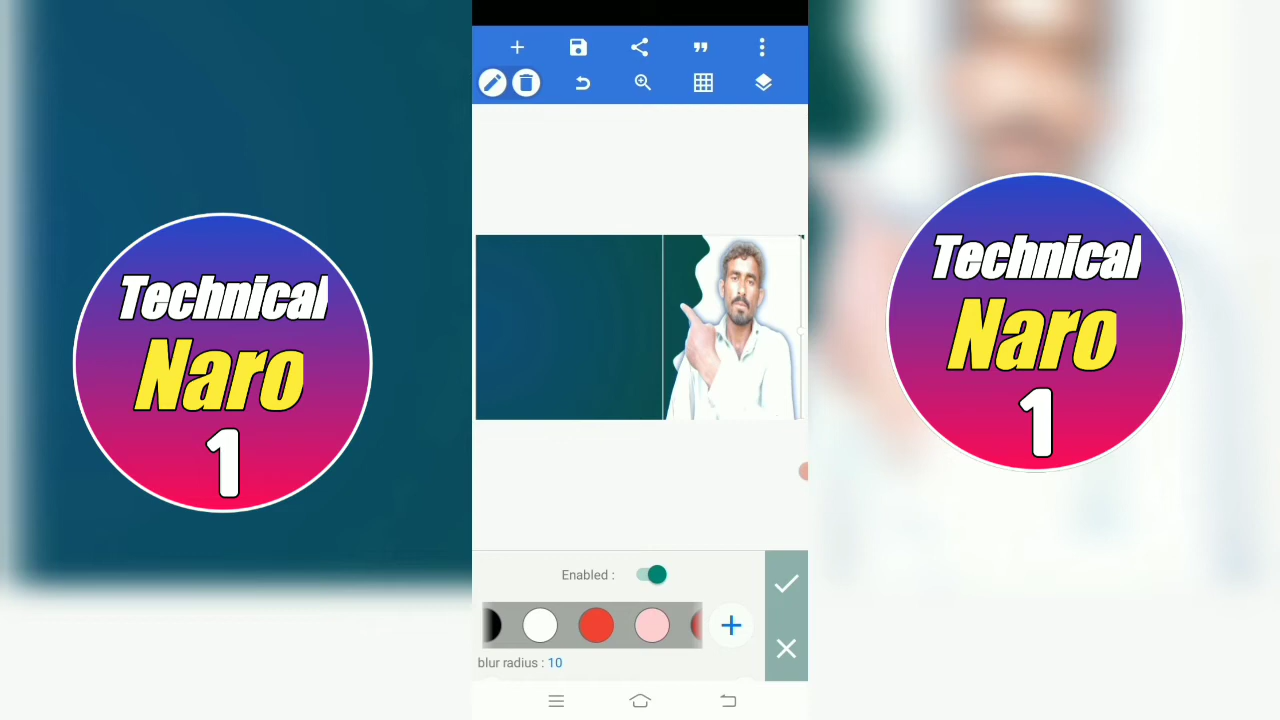 Technical
Naro
1
Technical
Naro
1
Enabled :
blur radius : 10